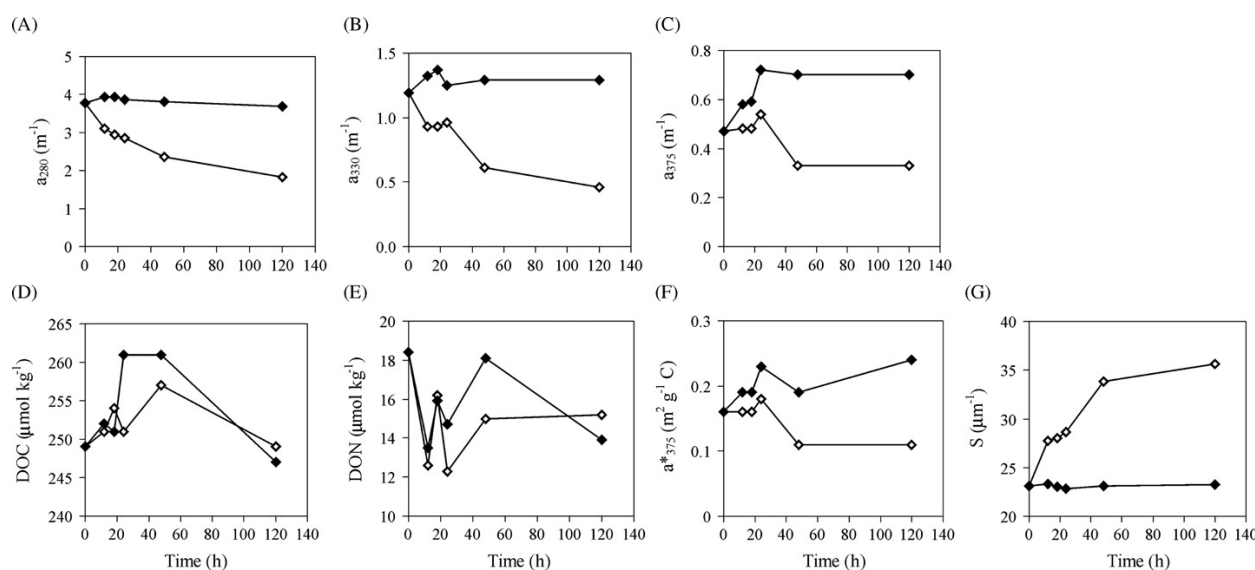 (A)
a280 (m-1)
5
4
3
2
1
0
0 20 40 60 80 100 120 140
(B)
a330 (m-1)
1.5
1.0
0.5
0.0
0 20 40 60 80 100 120 140
(C)
a375 (m-1)
0.8
0.6
0.4
0.2
0
0 20 40 60 80 100 120 140
(D)
DOC (µmol kg-1)
265
260
255
250
245
240
0 20 40 60 80 100 120 140
Time (h)
(E)
DON (µmol kg-1)
20
18
16
14
12
10
0 20 40 60 80 100 120 140
Time (h)
(F)
a*375 (m2 g-1 C)
0.3
0.2
0.1
0
0 20 40 60 80 100 120 140
Time (h)
(G)
S (µm-1)
40
35
30
25
20
0 20 40 60 80 100 120 140
Time (h)